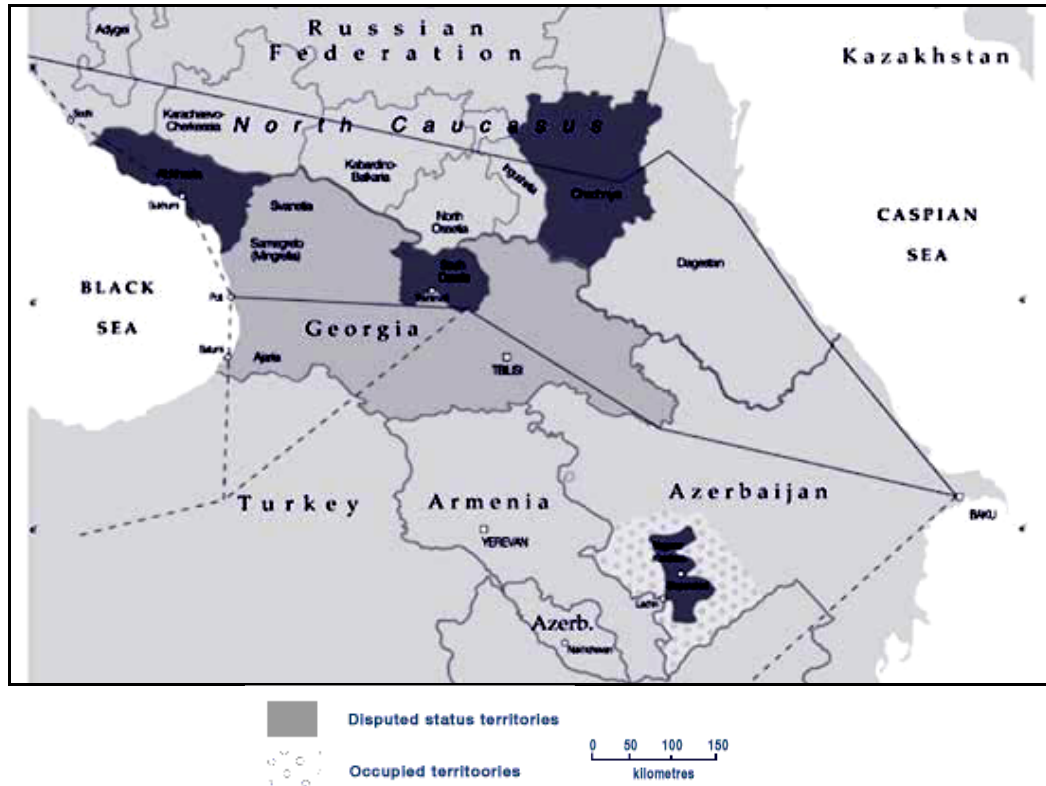 Russian
Federation
Kazakhstan
Adygei
Sochi
Karachaevo-
Cherkessia
North Caucasus
Kabardino-
Balkaria
Ingushetia
Abkhazia
Sukhumi
Svanetia
North
Ossetia
Chechnya
CASPIAN
SEA
Samegrelo
(Mingrelia)
South
Ossetia
Dagestan
BLACK
SEA
Poti
Georgia
Batumi
Ajaria
TBILISI
Turkey
Armenia
Azerbaijan
BAKU
YEREVAN
Lachin
Azerb.
Nakhichevan
Disputed status territories
Occupied territoories
0 50 100 150
kilometres